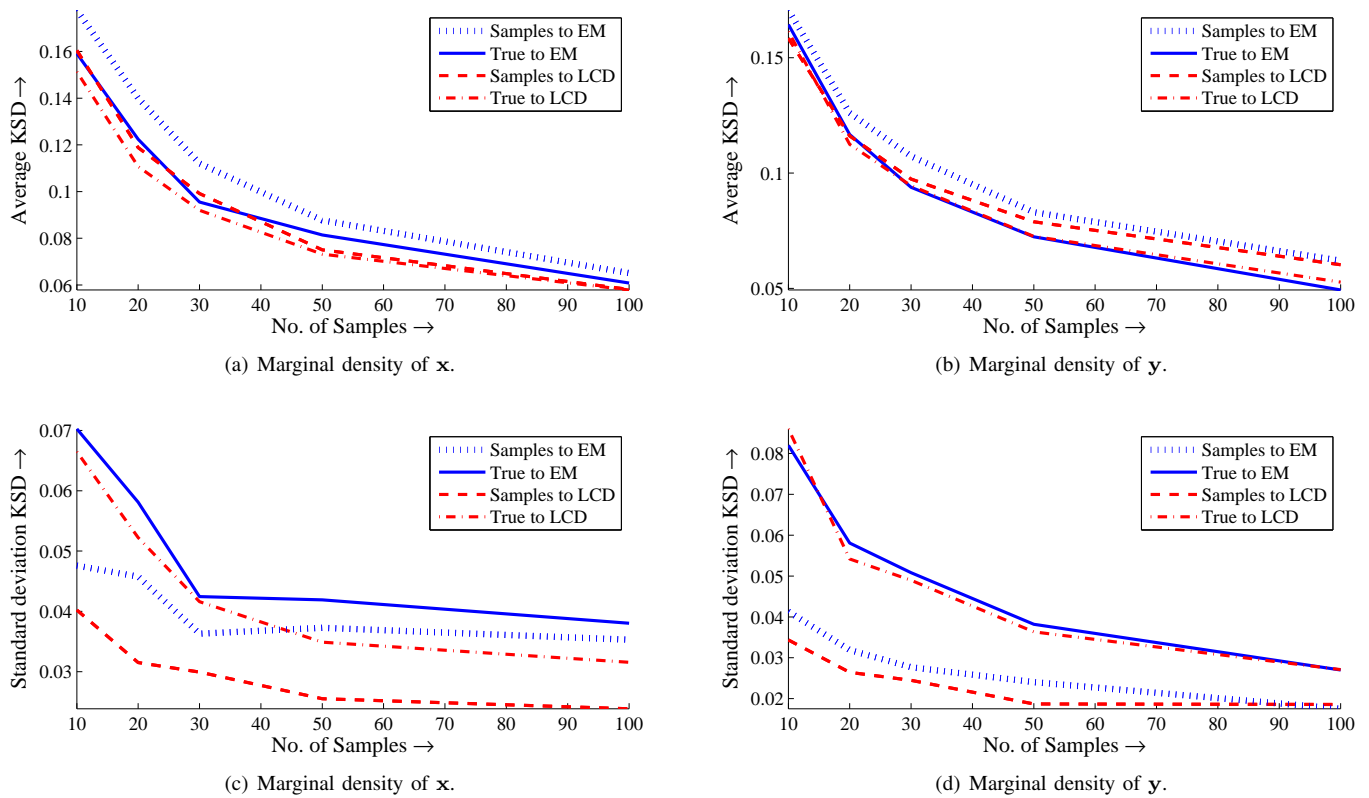 0.16
0.14
0.12
0.1
0.08
0.06
Average KSD →
10 20 30 40 50 60 70 80 90 100
No. of Samples →
Samples to EM
True to EM
Samples to LCD
True to LCD
(a) Marginal density of x.
0.15
0.1
0.05
Average KSD →
10 20 30 40 50 60 70 80 90 100
No. of Samples →
Samples to EM
True to EM
Samples to LCD
True to LCD
(b) Marginal density of y.
0.07
0.06
0.05
0.04
0.03
Standard deviation KSD →
10 20 30 40 50 60 70 80 90 100
No. of Samples →
Samples to EM
True to EM
Samples to LCD
True to LCD
(c) Marginal density of x.
0.08
0.07
0.06
0.05
0.04
0.03
0.02
Standard deviation KSD →
10 20 30 40 50 60 70 80 90 100
No. of Samples →
Samples to EM
True to EM
Samples to LCD
True to LCD
(d) Marginal density of y.